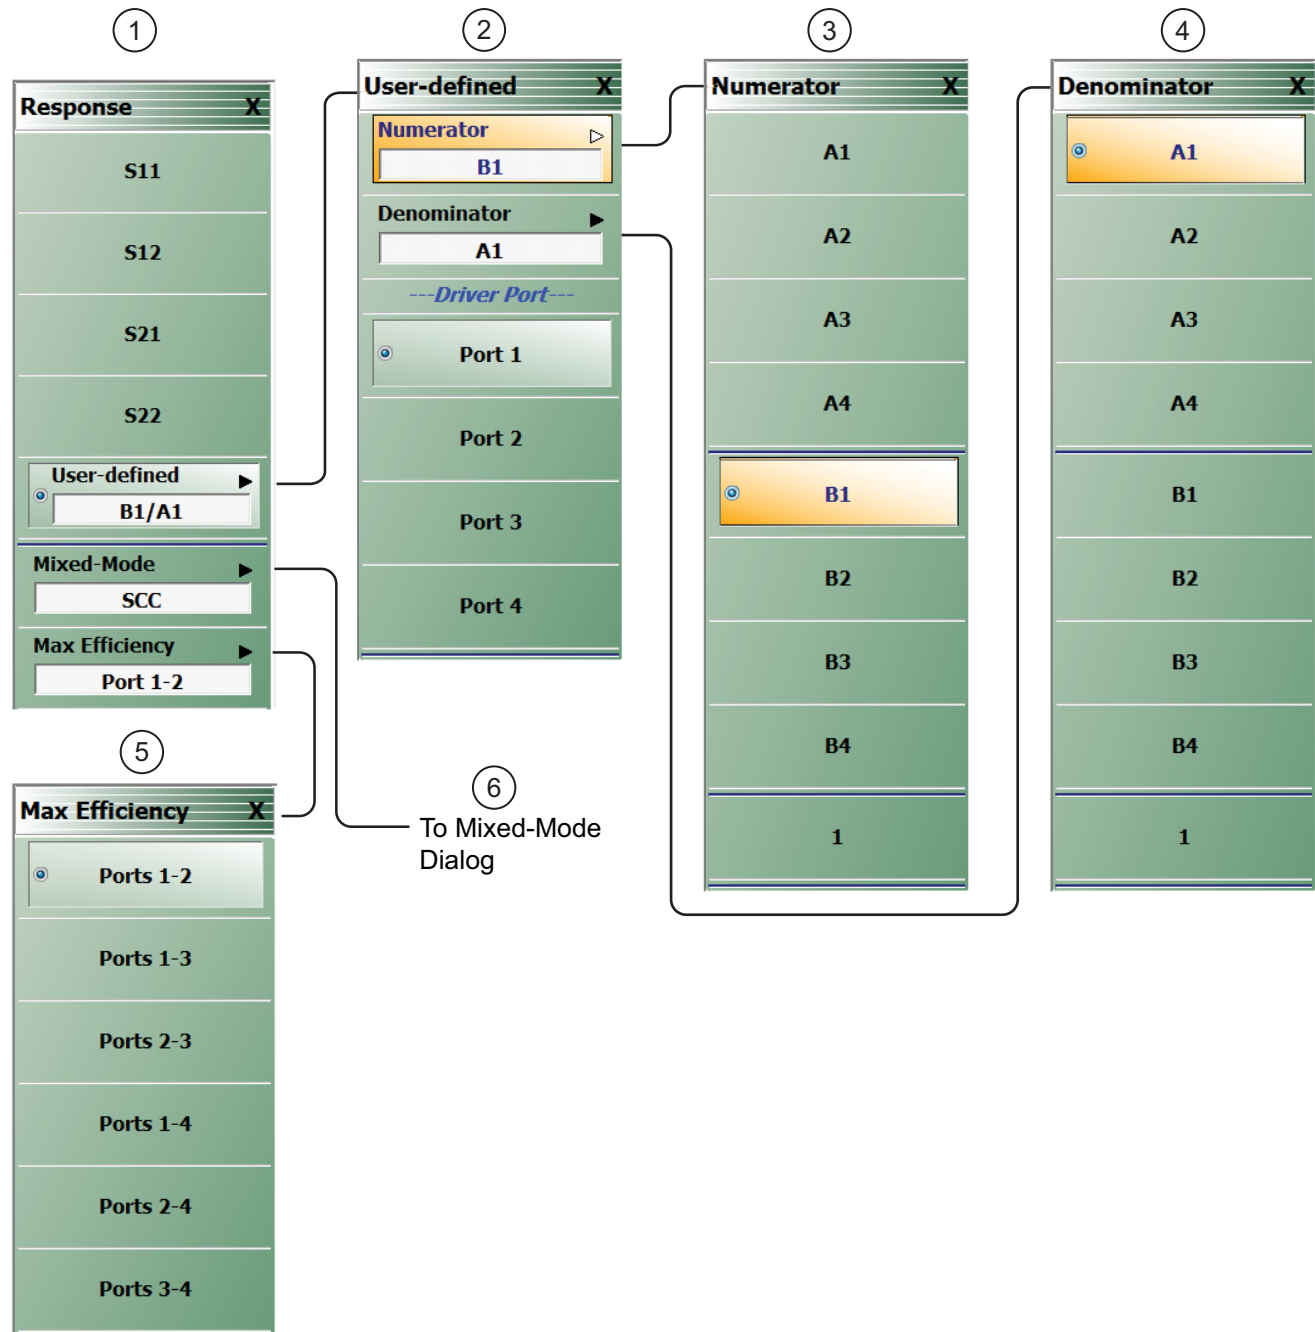 1
Response X
S11
S12
S21
S22
User-defined
B1/A1
Mixed-Mode
SCC
Max Efficiency
Port 1-2
2
User-defined X
Numerator
B1
Denominator
A1
---Driver Port---
Port 1
Port 2
Port 3
Port 4
3
Numerator X
A1
A2
A3
A4
B1
B2
B3
B4
1
4
Denominator X
A1
A2
A3
A4
B1
B2
B3
B4
1
5
Max Efficiency X
Ports 1-2
Ports 1-3
Ports 2-3
Ports 1-4
Ports 2-4
Ports 3-4
6
To Mixed-Mode
Dialog